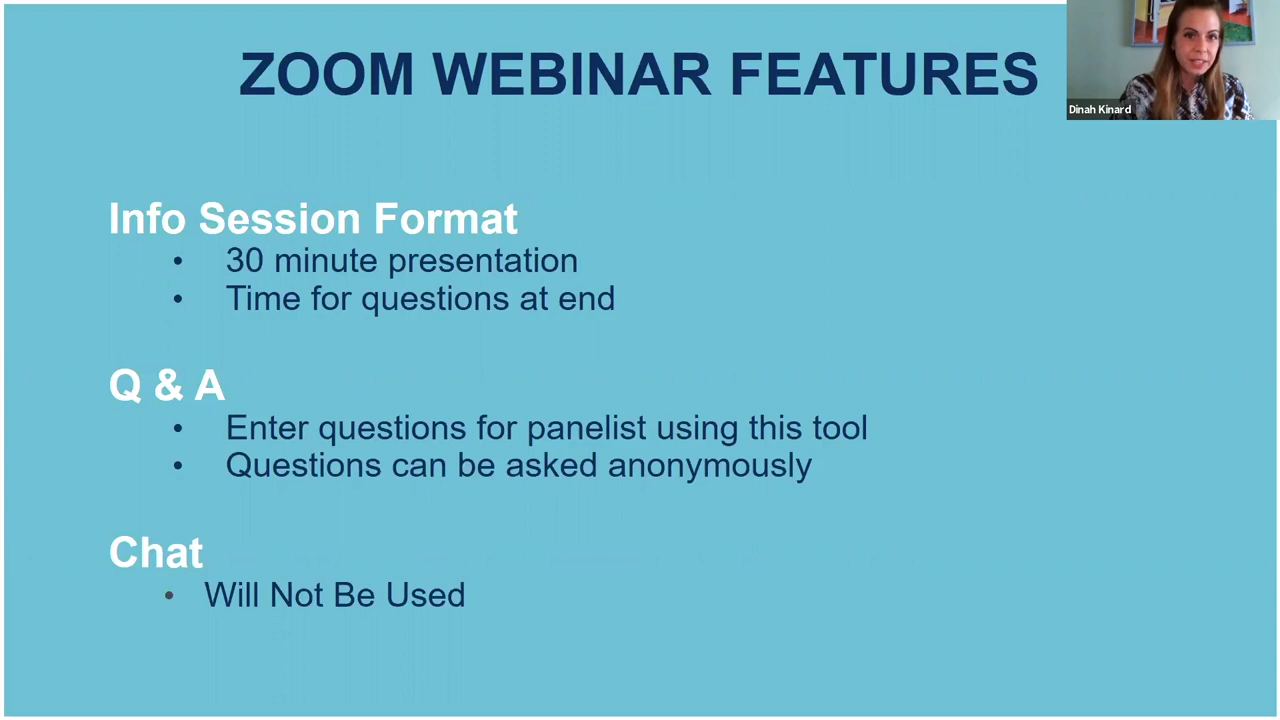 ZOOM WEBINAR FEATURES
Dinah Kinard
Info Session Format
• 30 minute presentation
• Time for questions at end
Q & A
• Enter questions for panelist using this tool
• Questions can be asked anonymously
Chat
• Will Not Be Used